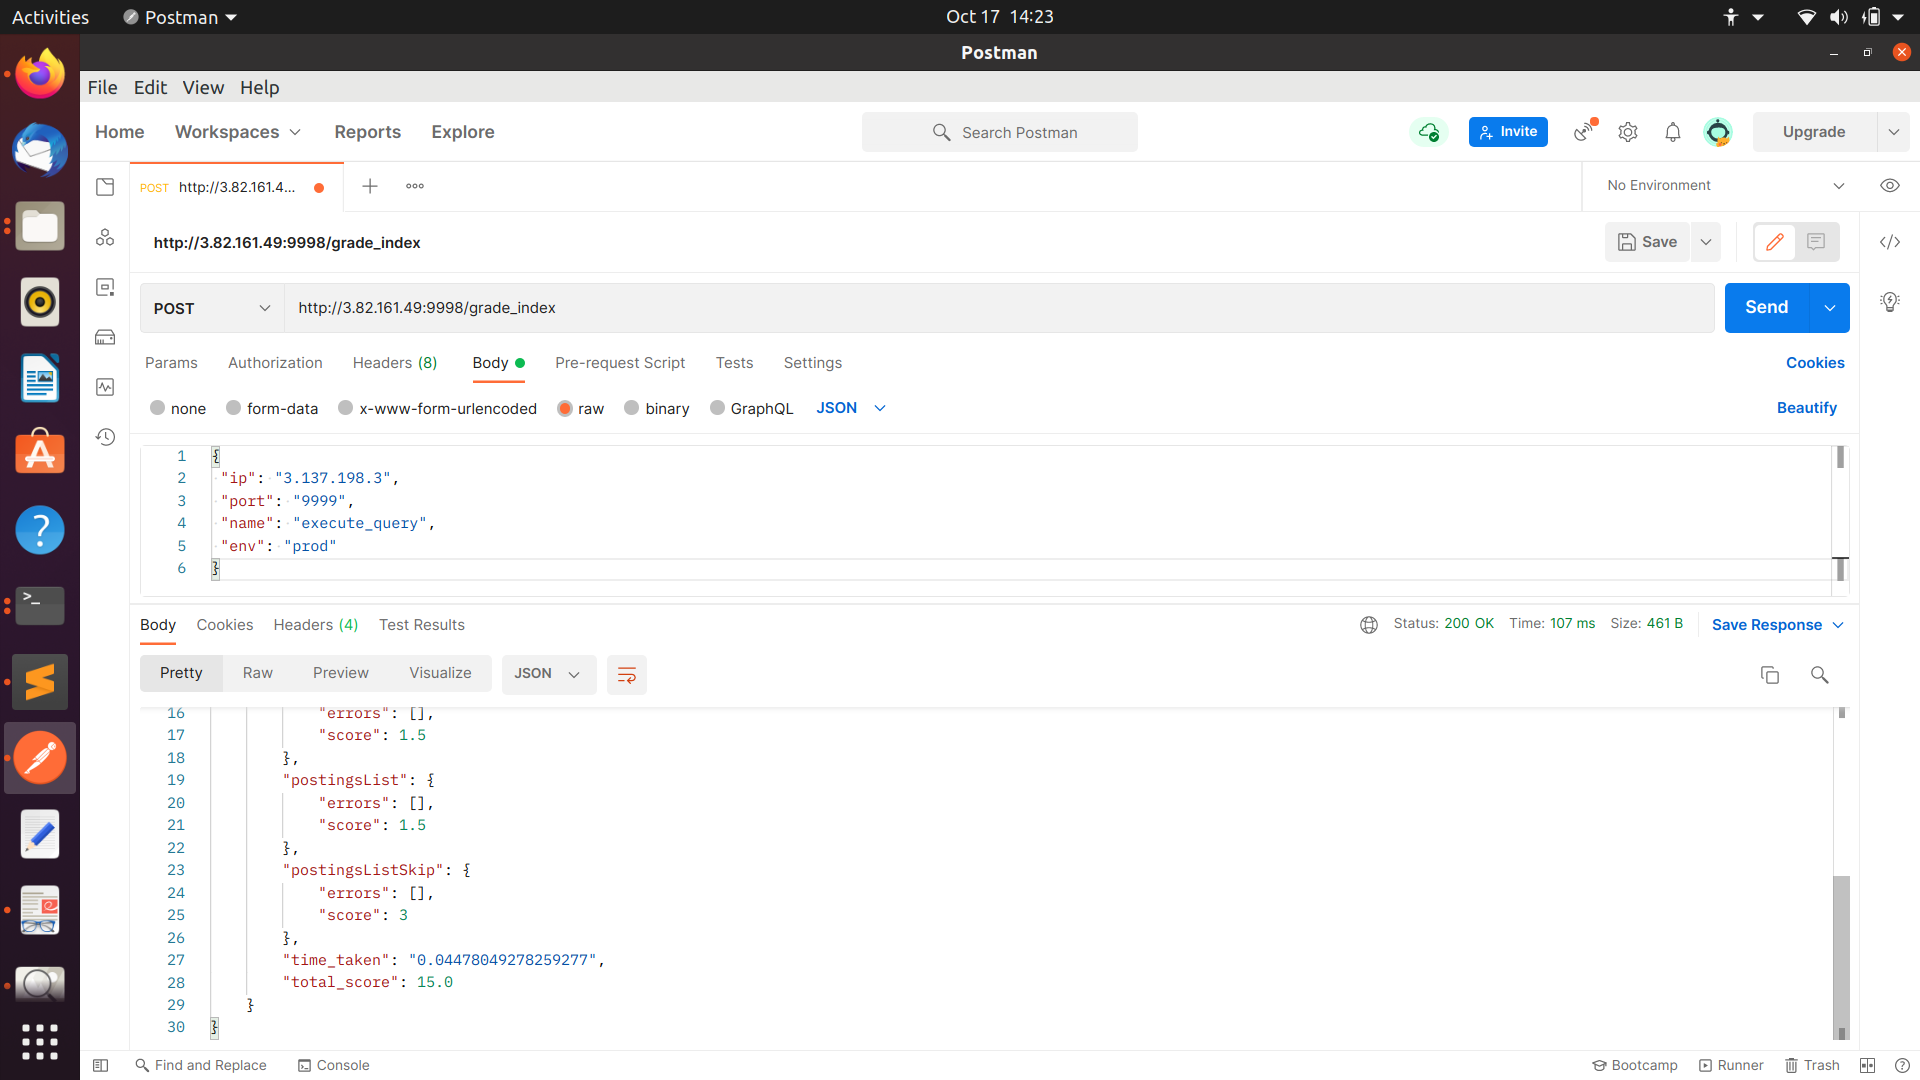 Activities
Postman
Oct 17 14:23
Postman
File Edit View Help
Home Workspaces Reports Explore
Search Postman
Invite
Upgrade
POST http://3.82.161.4...
No Environment
http://3.82.161.49:9998/grade_index
Save
POST
http://3.82.161.49:9998/grade_index
Send
Params Authorization Headers (8) Body Pre-request Script Tests Settings
Cookies
none form-data x-www-form-urlencoded raw binary GraphQL JSON
Beautify
1 {
2 "ip": "3.137.198.3",
3 "port": "9999",
4 "name": "execute_query",
5 "env": "prod"
6 }
Body Cookies Headers (4) Test Results
Status: 200 OK Time: 107 ms Size: 461 B
Save Response
Pretty Raw Preview Visualize JSON
16 "errors": [],
17 "score": 1.5
18 },
19 "postingsList": {
20 "errors": [],
21 "score": 1.5
22 },
23 "postingsListSkip": {
24 "errors": [],
25 "score": 3
26 },
27 "time_taken": "0.04478049278259277",
28 "total_score": 15.0
29 }
30 }
Find and Replace Console
Bootcamp Runner Trash